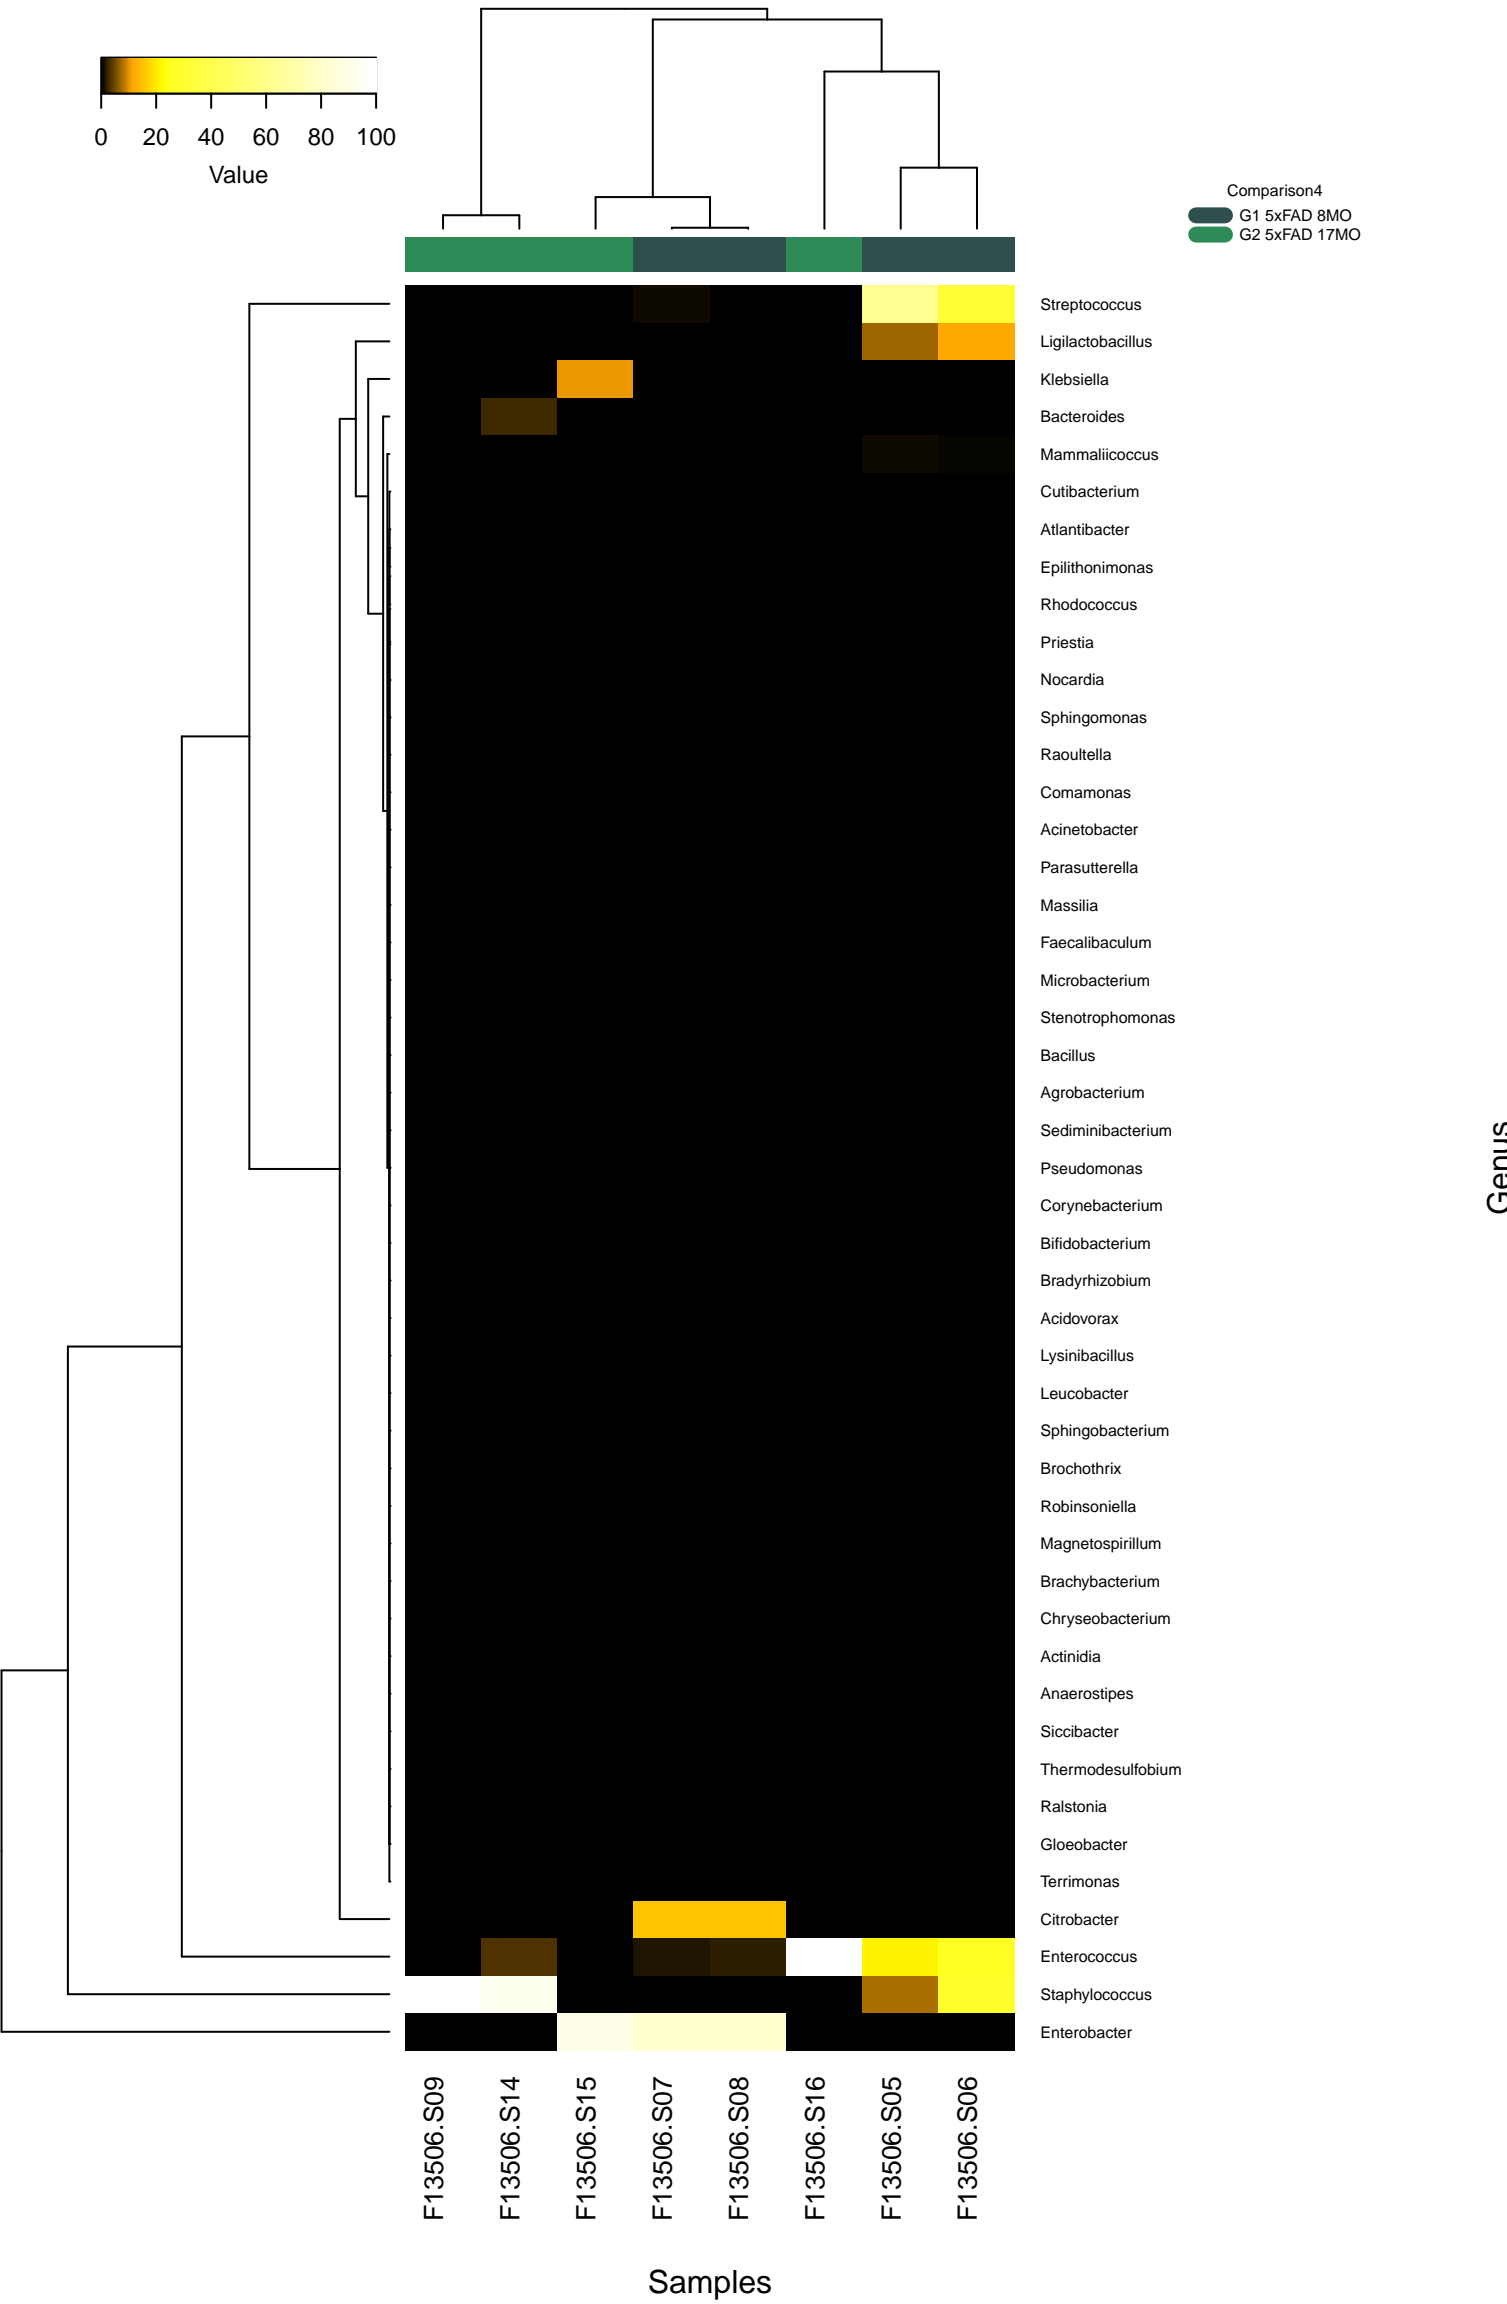 0 20 40 60 80 100
Value
Comparison4
G1 5xFAD 8MO
G2 5xFAD 17MO
Streptococcus
Ligilactobacillus
Klebsiella
Bacteroides
Mammaliicoccus
Cutibacterium
Atlantibacter
Epilithonimonas
Rhodococcus
Priestia
Nocardia
Sphingomonas
Raoultella
Comamonas
Acinetobacter
Parasutterella
Massilia
Faecalibaculum
Microbacterium
Stenotrophomonas
Bacillus
Agrobacterium
Sediminibacterium
Pseudomonas
Corynebacterium
Bifidobacterium
Bradyrhizobium
Acidovorax
Lysinibacillus
Leucobacter
Sphingobacterium
Brochothrix
Robinsoniella
Magnetospirillum
Brachybacterium
Chryseobacterium
Actinidia
Anaerostipes
Siccibacter
Thermodesulfobium
Ralstonia
Gloeobacter
Terrimonas
Citrobacter
Enterococcus
Staphylococcus
Enterobacter
Genus
F13506.S09
F13506.S14
F13506.S15
F13506.S07
F13506.S08
F13506.S16
F13506.S05
F13506.S06
Samples